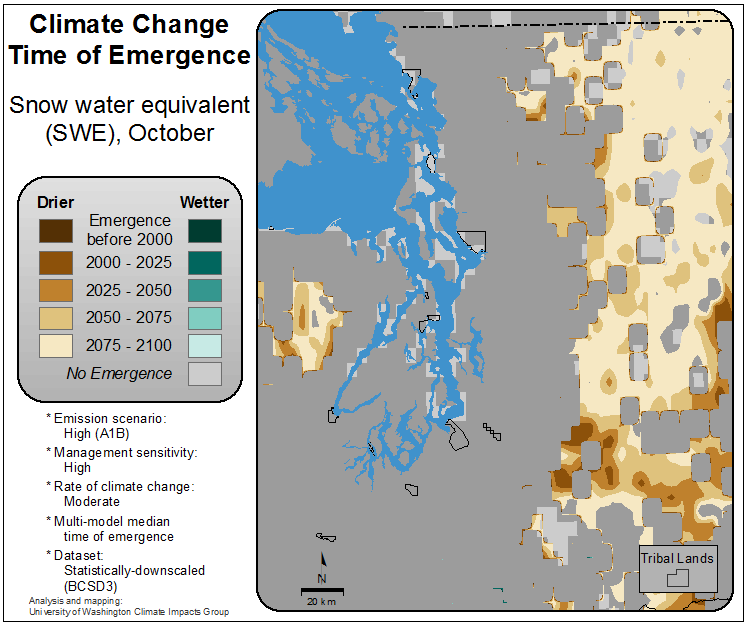 Climate Change
Time of Emergence
Snow water equivalent
(SWE), October
Drier
Wetter
Emergence
before 2000
2000 - 2025
2025 - 2050
2050 - 2075
2075 - 2100
No Emergence
* Emission scenario:
High (A1B)
* Management sensitivity:
High
* Rate of climate change:
Moderate
* Multi-model median
time of emergence
* Dataset:
Statistically-downscaled
(BCSD3)
Analysis and mapping:
University of Washington Climate Impacts Group
N
20 km
Tribal Lands